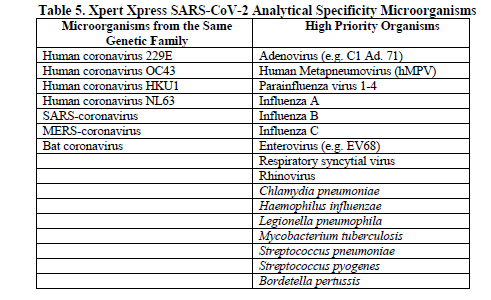 Table 5. Xpert Xpress SARS-CoV-2 Analytical Specificity Microorganisms
Microorganisms from the Same Genetic Family High Priority Organisms
Human coronavirus 229E Adenovirus (e.g. C1 Ad. 71)
Human coronavirus OC43 Human Metapneumovirus (hMPV)
Human coronavirus HKU1 Parainfluenza virus 1-4
Human coronavirus NL63 Influenza A
SARS-coronavirus Influenza B
MERS-coronavirus Influenza C
Bat coronavirus Enterovirus (e.g. EV68)
Respiratory syncytial virus
Rhinovirus
Chlamydia pneumoniae
Haemophilus influenzae
Legionella pneumophila
Mycobacterium tuberculosis
Streptococcus pneumoniae
Streptococcus pyogenes
Bordetella pertussis